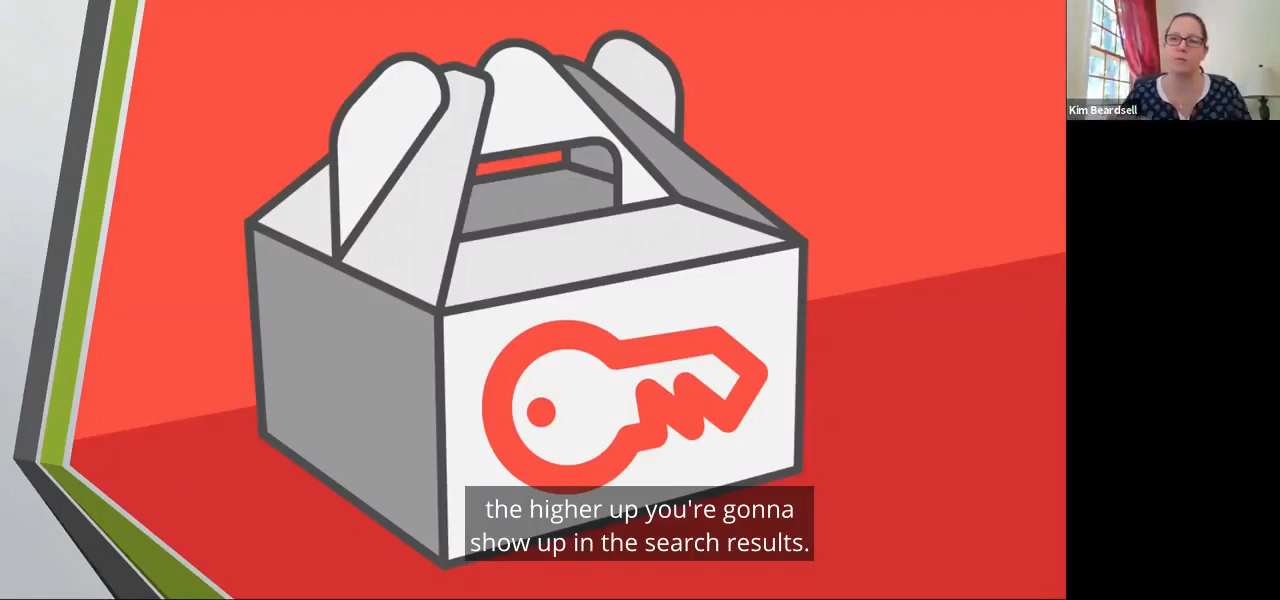 Kim Beardsell
the higher up you're gonna
show up in the search results.